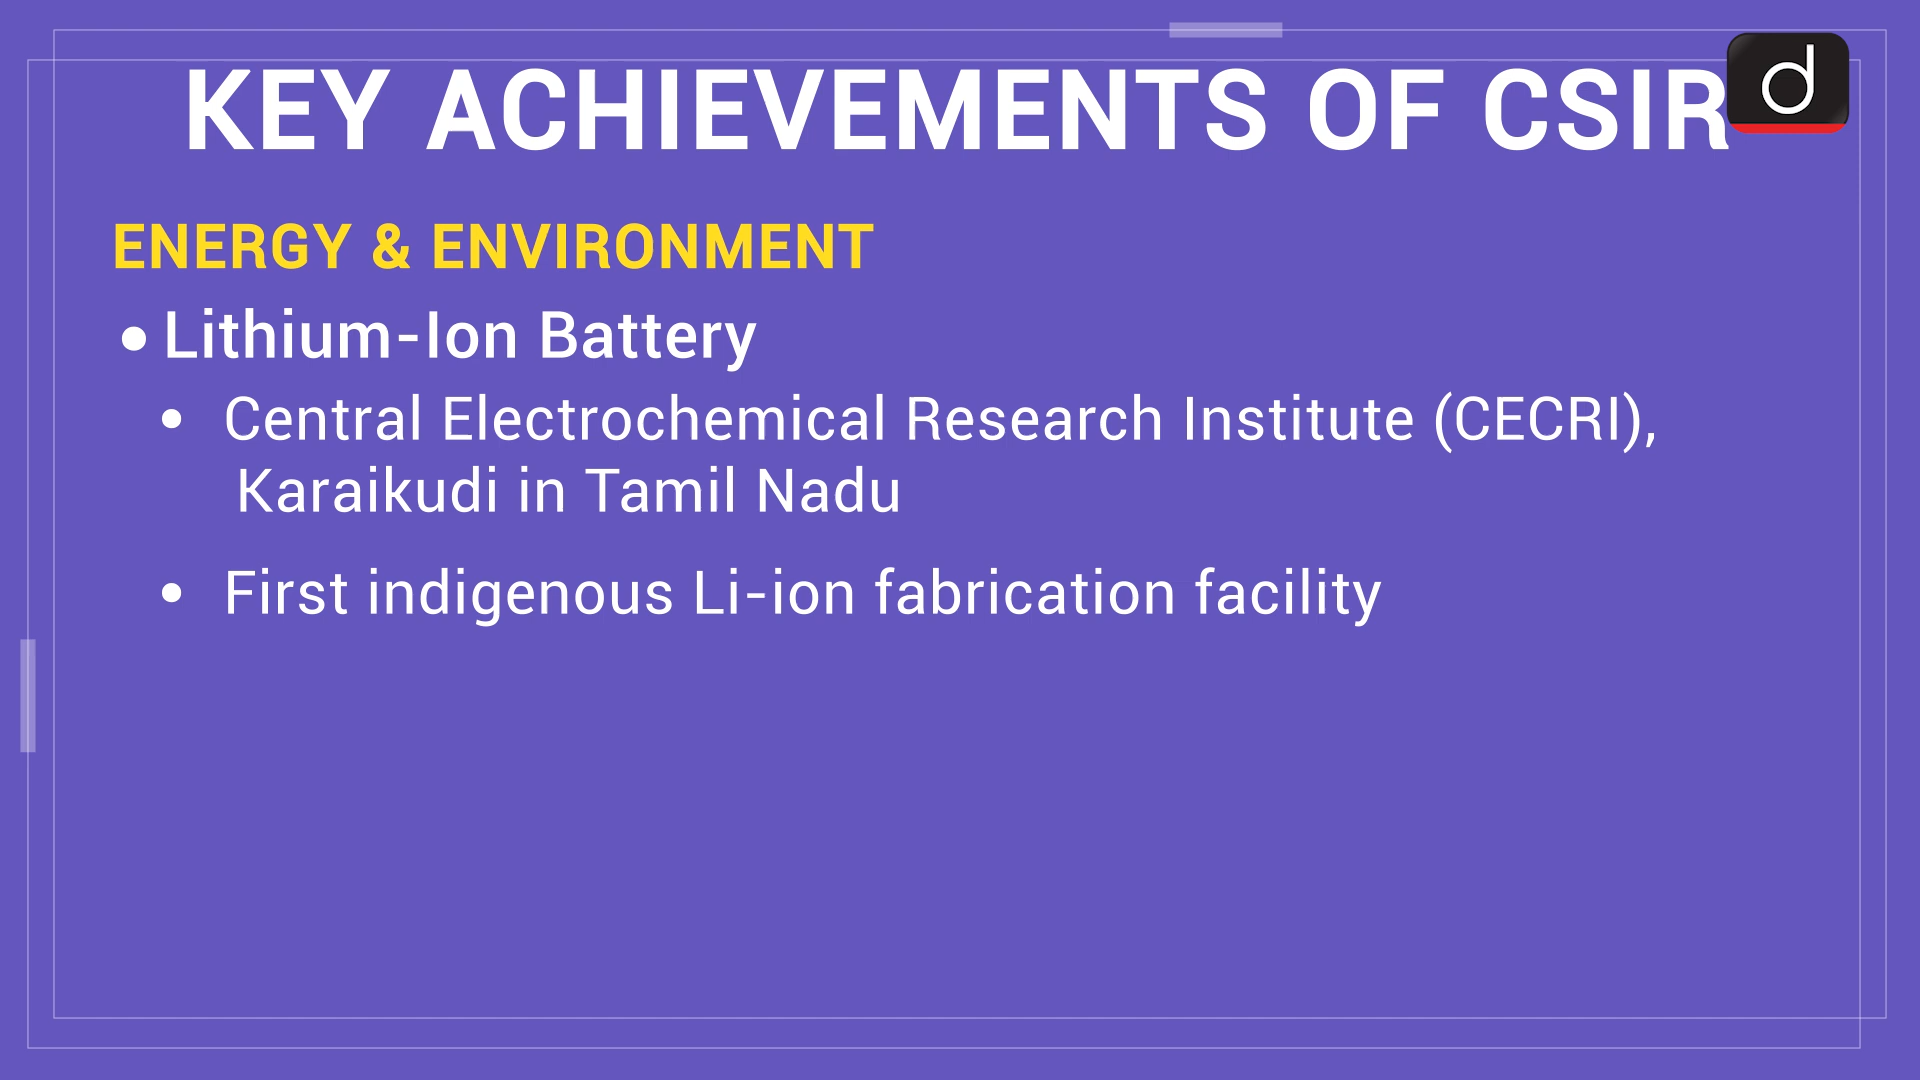 KEY ACHIEVEMENTS OF CSIR
d
ENERGY & ENVIRONMENT
• Lithium-Ion Battery
• Central Electrochemical Research Institute (CECRI),
Karaikudi in Tamil Nadu
• First indigenous Li-ion fabrication facility